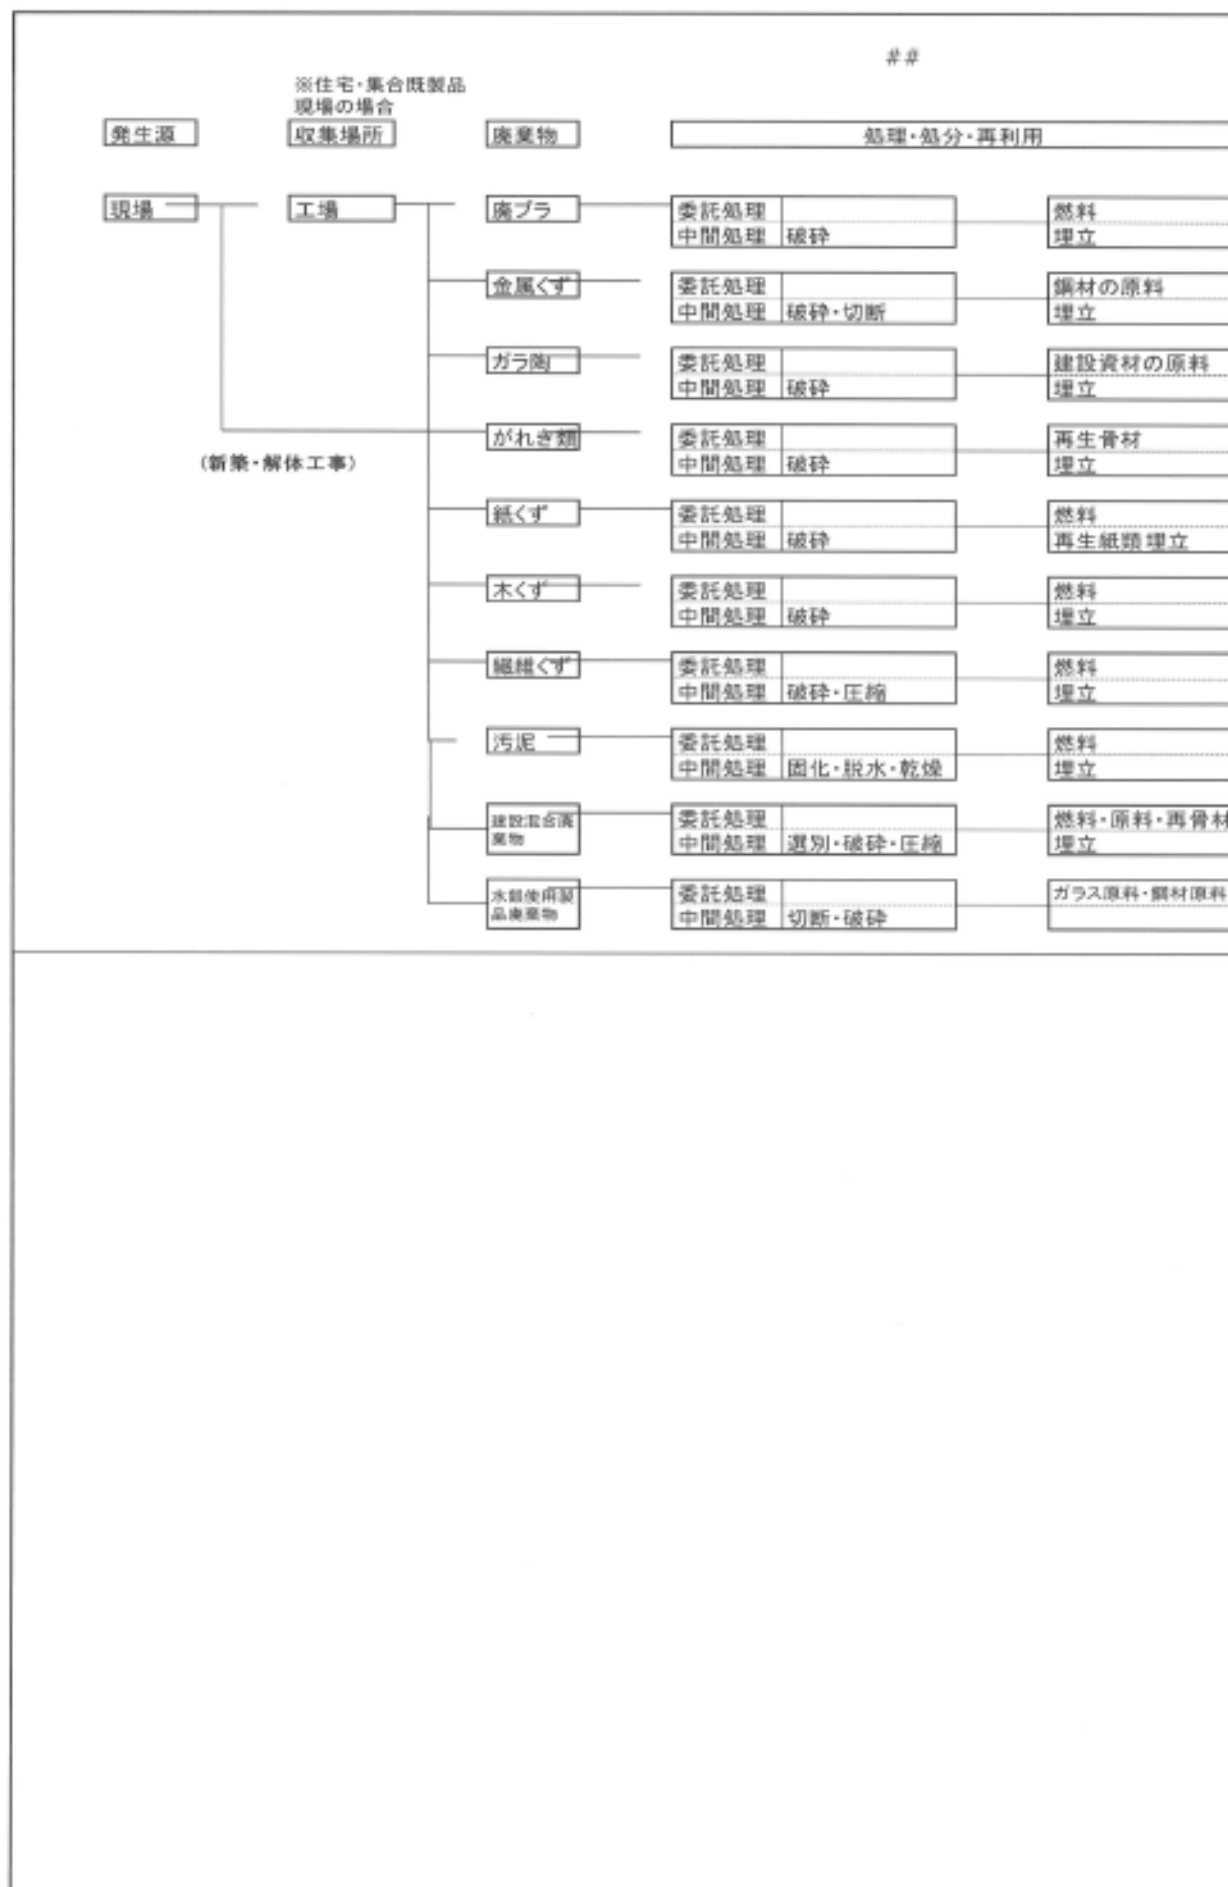 ##
※住宅・集合既製品
現場の場合
発生源 収集場所 廃棄物 処理・処分・再利用
現場 工場 廃プラ 委託処理 燃料
中間処理 破砕 埋立
金属くず 委託処理 鋼材の原料
中間処理 破砕・切断 埋立
ガラ陶 委託処理 建設資材の原料
中間処理 破砕 埋立
がれき類 委託処理 再生骨材
中間処理 破砕 埋立
(新築・解体工事)
紙くず 委託処理 燃料
中間処理 破砕 再生紙類埋立
木くず 委託処理 燃料
中間処理 破砕 埋立
繊維くず 委託処理 燃料
中間処理 破砕・圧縮 埋立
汚泥 委託処理 燃料
中間処理 固化・脱水・乾燥 埋立
建設混合廃 委託処理 燃料・原料・再骨材
棄物 中間処理 選別・破砕・圧縮 埋立
水銀使用製 委託処理 ガラス原料・鋼材原料
品廃棄物 中間処理 切断・破砕